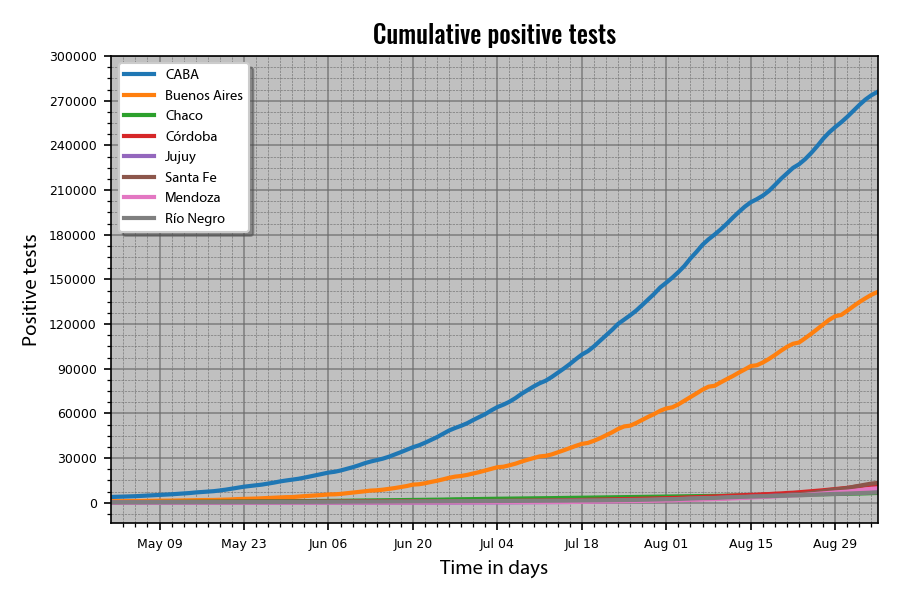 Cumulative positive tests
300000
270000
240000
210000
180000
150000
120000
90000
60000
30000
0
Positive tests
CABA
Buenos Aires
Chaco
Córdoba
Jujuy
Santa Fe
Mendoza
Río Negro
May 09 May 23 Jun 06 Jun 20 Jul 04 Jul 18 Aug 01 Aug 15 Aug 29
Time in days